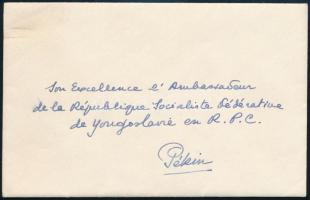 Son Excellence l'Ambassadeur
de la République Socialiste Fédérative
de Yougoslavie en R.P.C.
Pékin